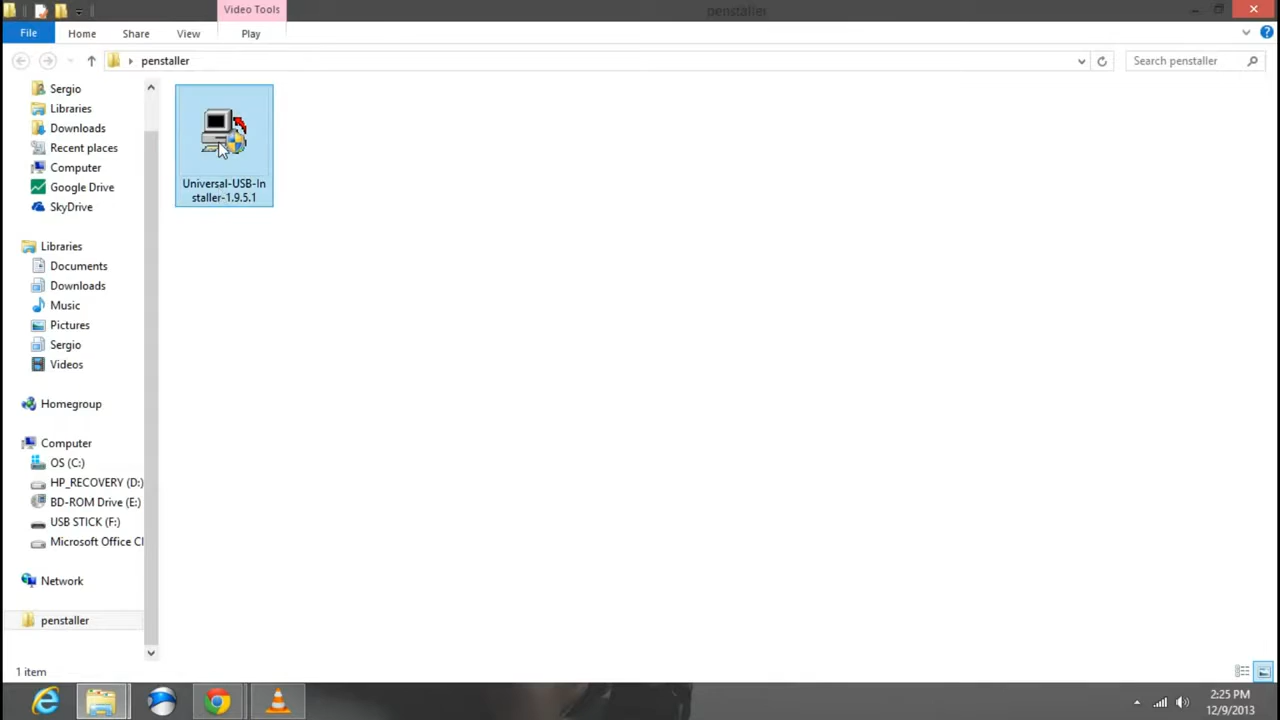 Video Tools
penstaller
File
Home
Share
View
Play
penstaller
Search penstaller
Sergio
Libraries
Downloads
Recent places
Computer
Google Drive
SkyDrive
Universal-USB-In
staller-1.9.5.1
Libraries
Documents
Downloads
Music
Pictures
Sergio
Videos
Homegroup
Computer
OS (C:)
HP_RECOVERY (D:)
BD-ROM Drive (E:)
USB STICK (F:)
Microsoft Office Cl
Network
penstaller
1 item
2:25 PM
12/9/2013